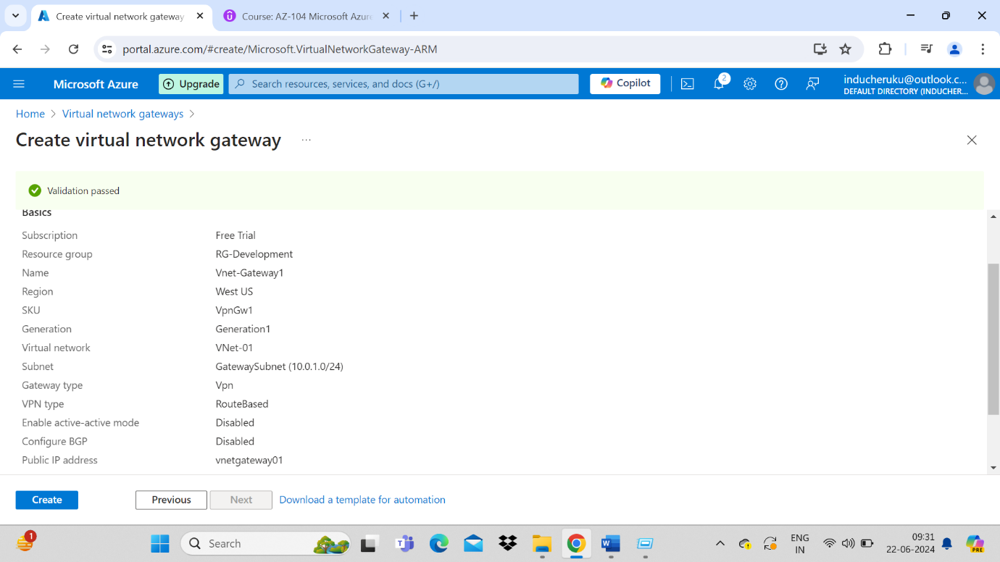 Create virtual network gateway
Course: AZ-104 Microsoft Azure
portal.azure.com/#create/Microsoft.VirtualNetworkGateway-ARM
Microsoft Azure
Upgrade
Search resources, services, and docs (G+/)
Copilot
2
inducheruku@outlook.c...
DEFAULT DIRECTORY (INDUCHER...
Home > Virtual network gateways >
Create virtual network gateway ...
Validation passed
Basics
Subscription Free Trial
Resource group RG-Development
Name Vnet-Gateway1
Region West US
SKU VpnGw1
Generation Generation1
Virtual network VNet-01
Subnet GatewaySubnet (10.0.1.0/24)
Gateway type Vpn
VPN type RouteBased
Enable active-active mode Disabled
Configure BGP Disabled
Public IP address vnetgateway01
Create Previous Next Download a template for automation
1
Search
ENG
IN
09:31
22-06-2024
PRE